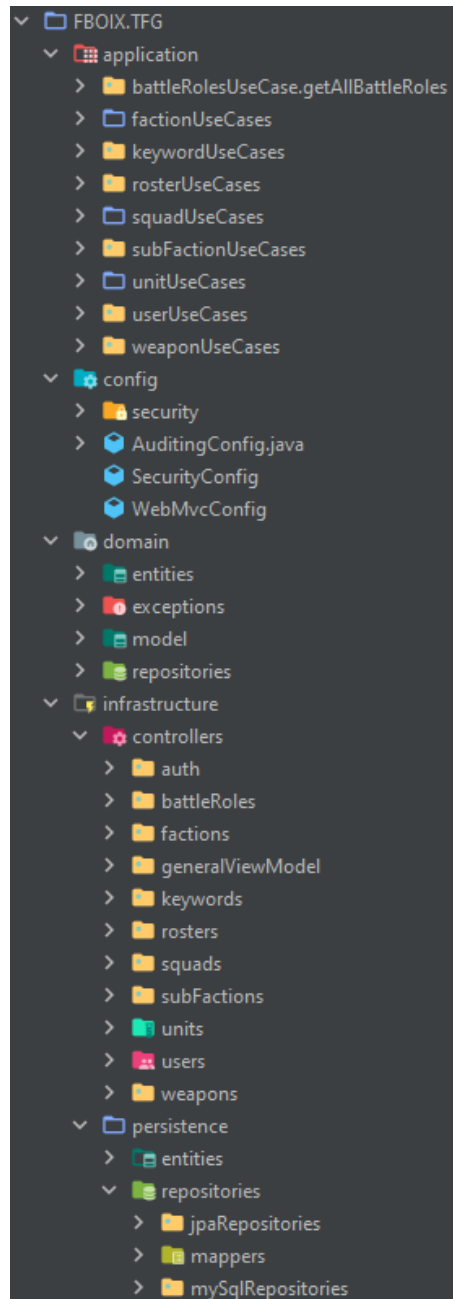 FBOIX.TFG
application
battleRolesUseCase.getAllBattleRoles
factionUseCases
keywordUseCases
rosterUseCases
squadUseCases
subFactionUseCases
unitUseCases
userUseCases
weaponUseCases
config
security
AuditingConfig.java
SecurityConfig
WebMvcConfig
domain
entities
exceptions
model
repositories
infrastructure
controllers
auth
battleRoles
factions
generalViewModel
keywords
rosters
squads
subFactions
units
users
weapons
persistence
entities
repositories
jpaRepositories
mappers
mySqlRepositories